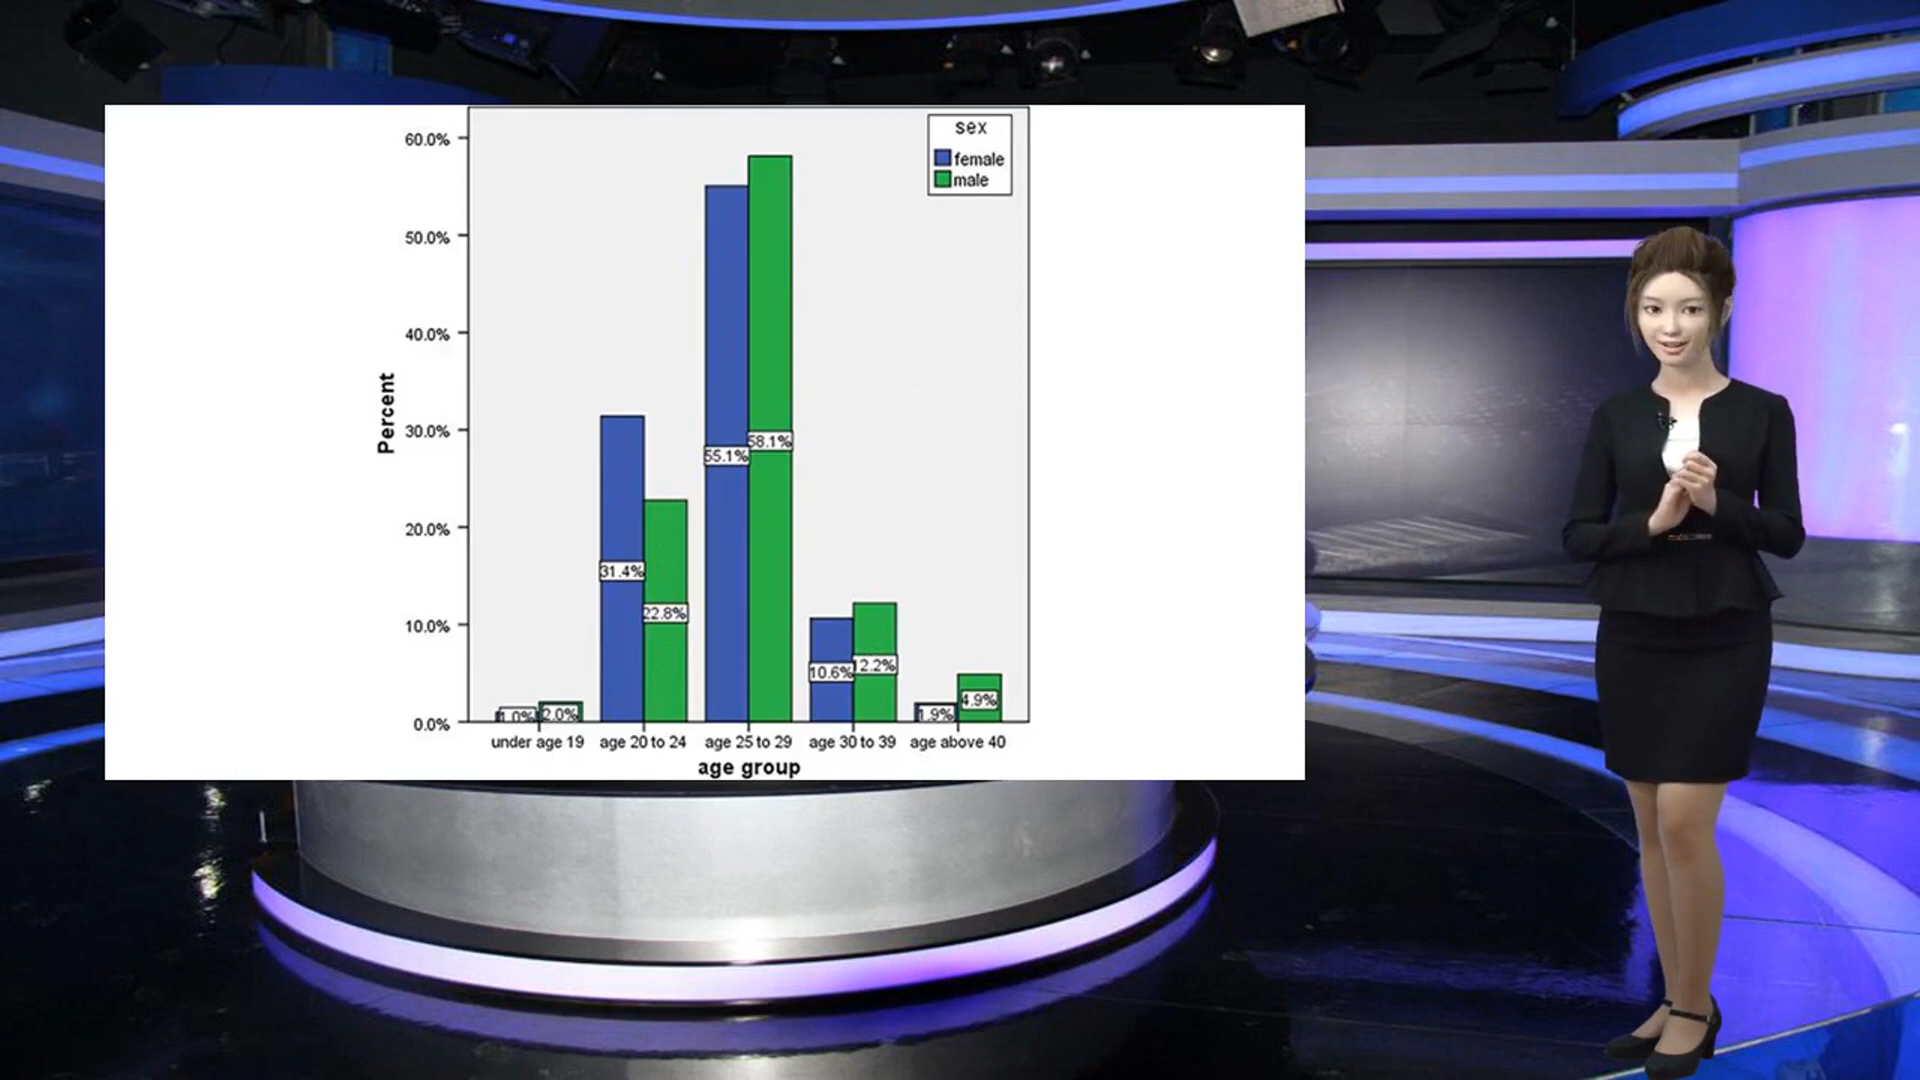 sex
female
male
60.0%
50.0%
40.0%
30.0%
20.0%
10.0%
0.0%
Percent
1.0%
2.0%
31.4%
22.8%
55.1%
58.1%
10.6%
12.2%
1.9%
4.9%
under age 19
age 20 to 24
age 25 to 29
age 30 to 39
age above 40
age group